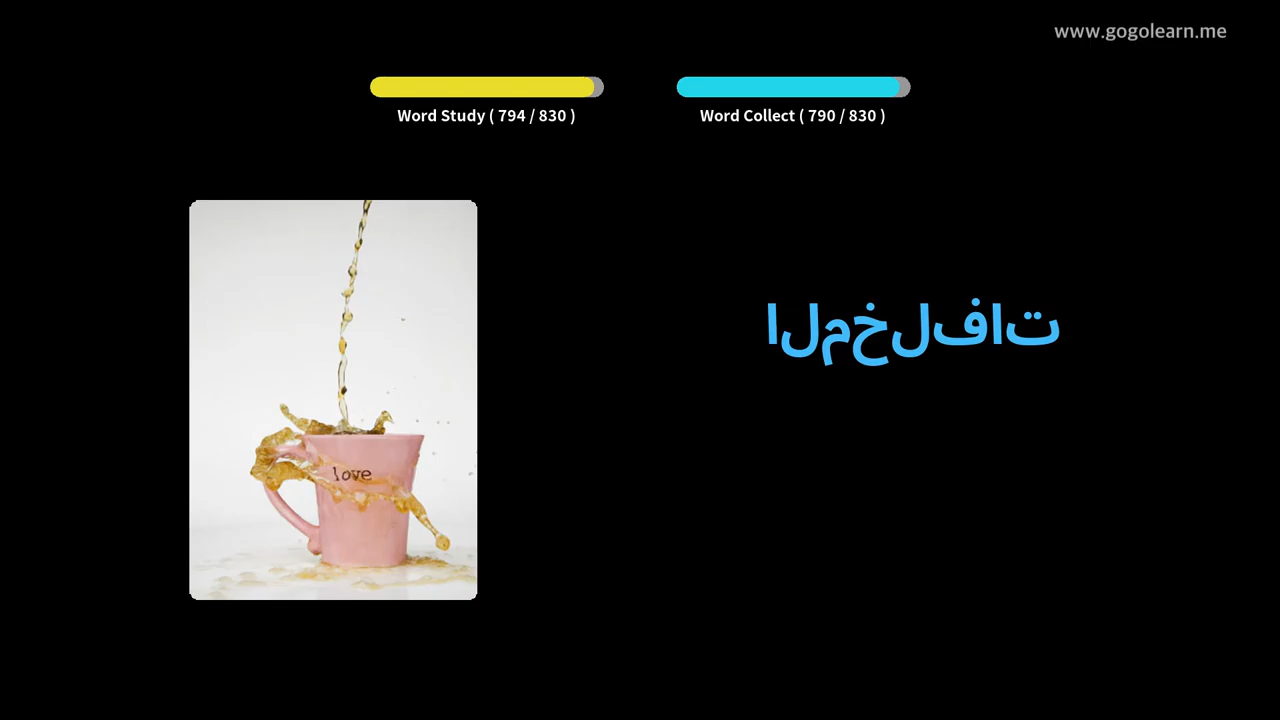 www.gogolearn.me
Word Study ( 794 / 830 )
Word Collect ( 790 / 830 )
المخلفات
love